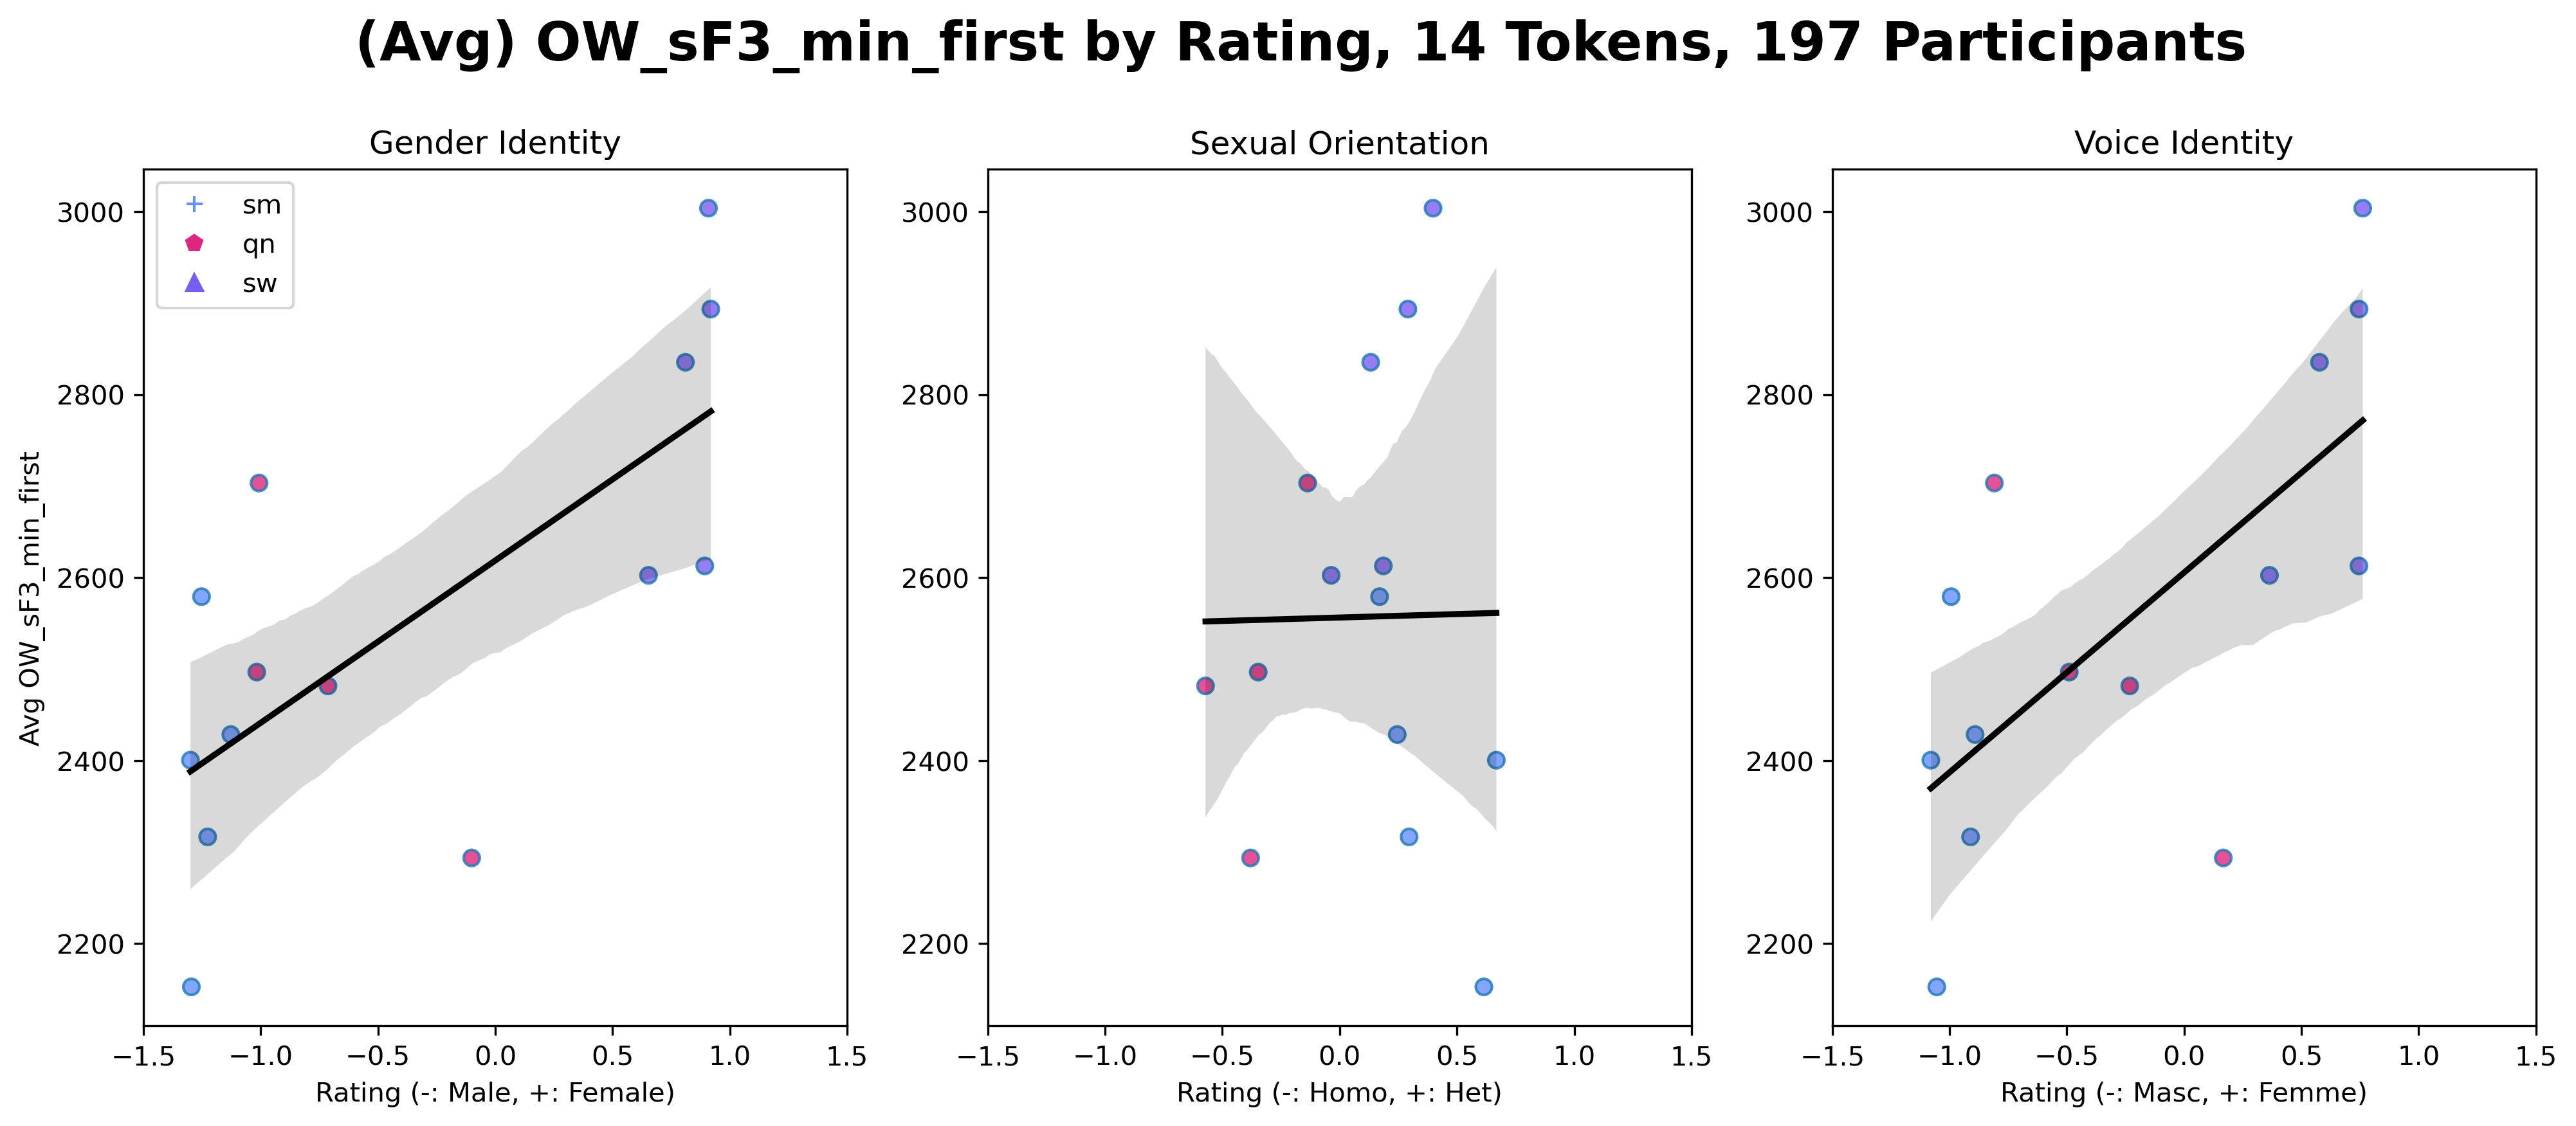 (Avg) OW_sF3_min_first by Rating, 14 Tokens, 197 Participants
Gender Identity
Sexual Orientation
Voice Identity
sm
qn
sw
Avg OW_sF3_min_first
3000
2800
2600
2400
2200
−1.5 −1.0 −0.5 0.0 0.5 1.0 1.5
Rating (-: Male, +: Female)
3000
2800
2600
2400
2200
−1.5 −1.0 −0.5 0.0 0.5 1.0 1.5
Rating (-: Homo, +: Het)
3000
2800
2600
2400
2200
−1.5 −1.0 −0.5 0.0 0.5 1.0 1.5
Rating (-: Masc, +: Femme)